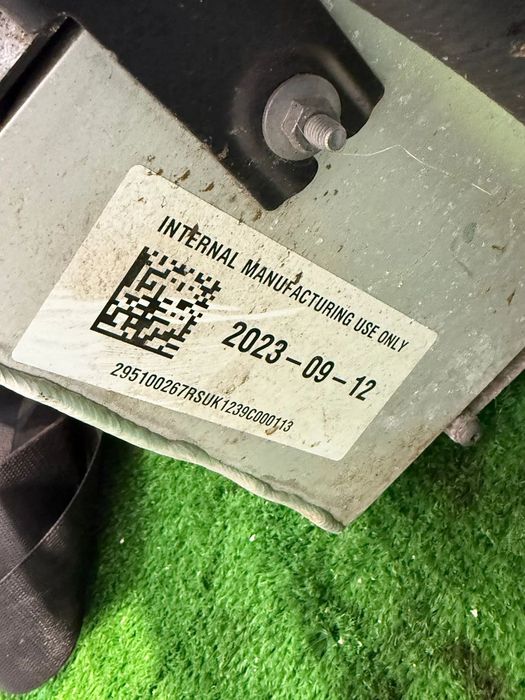 INTERNAL MANUFACTURING USE ONLY
2023-09-12
295100267RSUK1239C000113